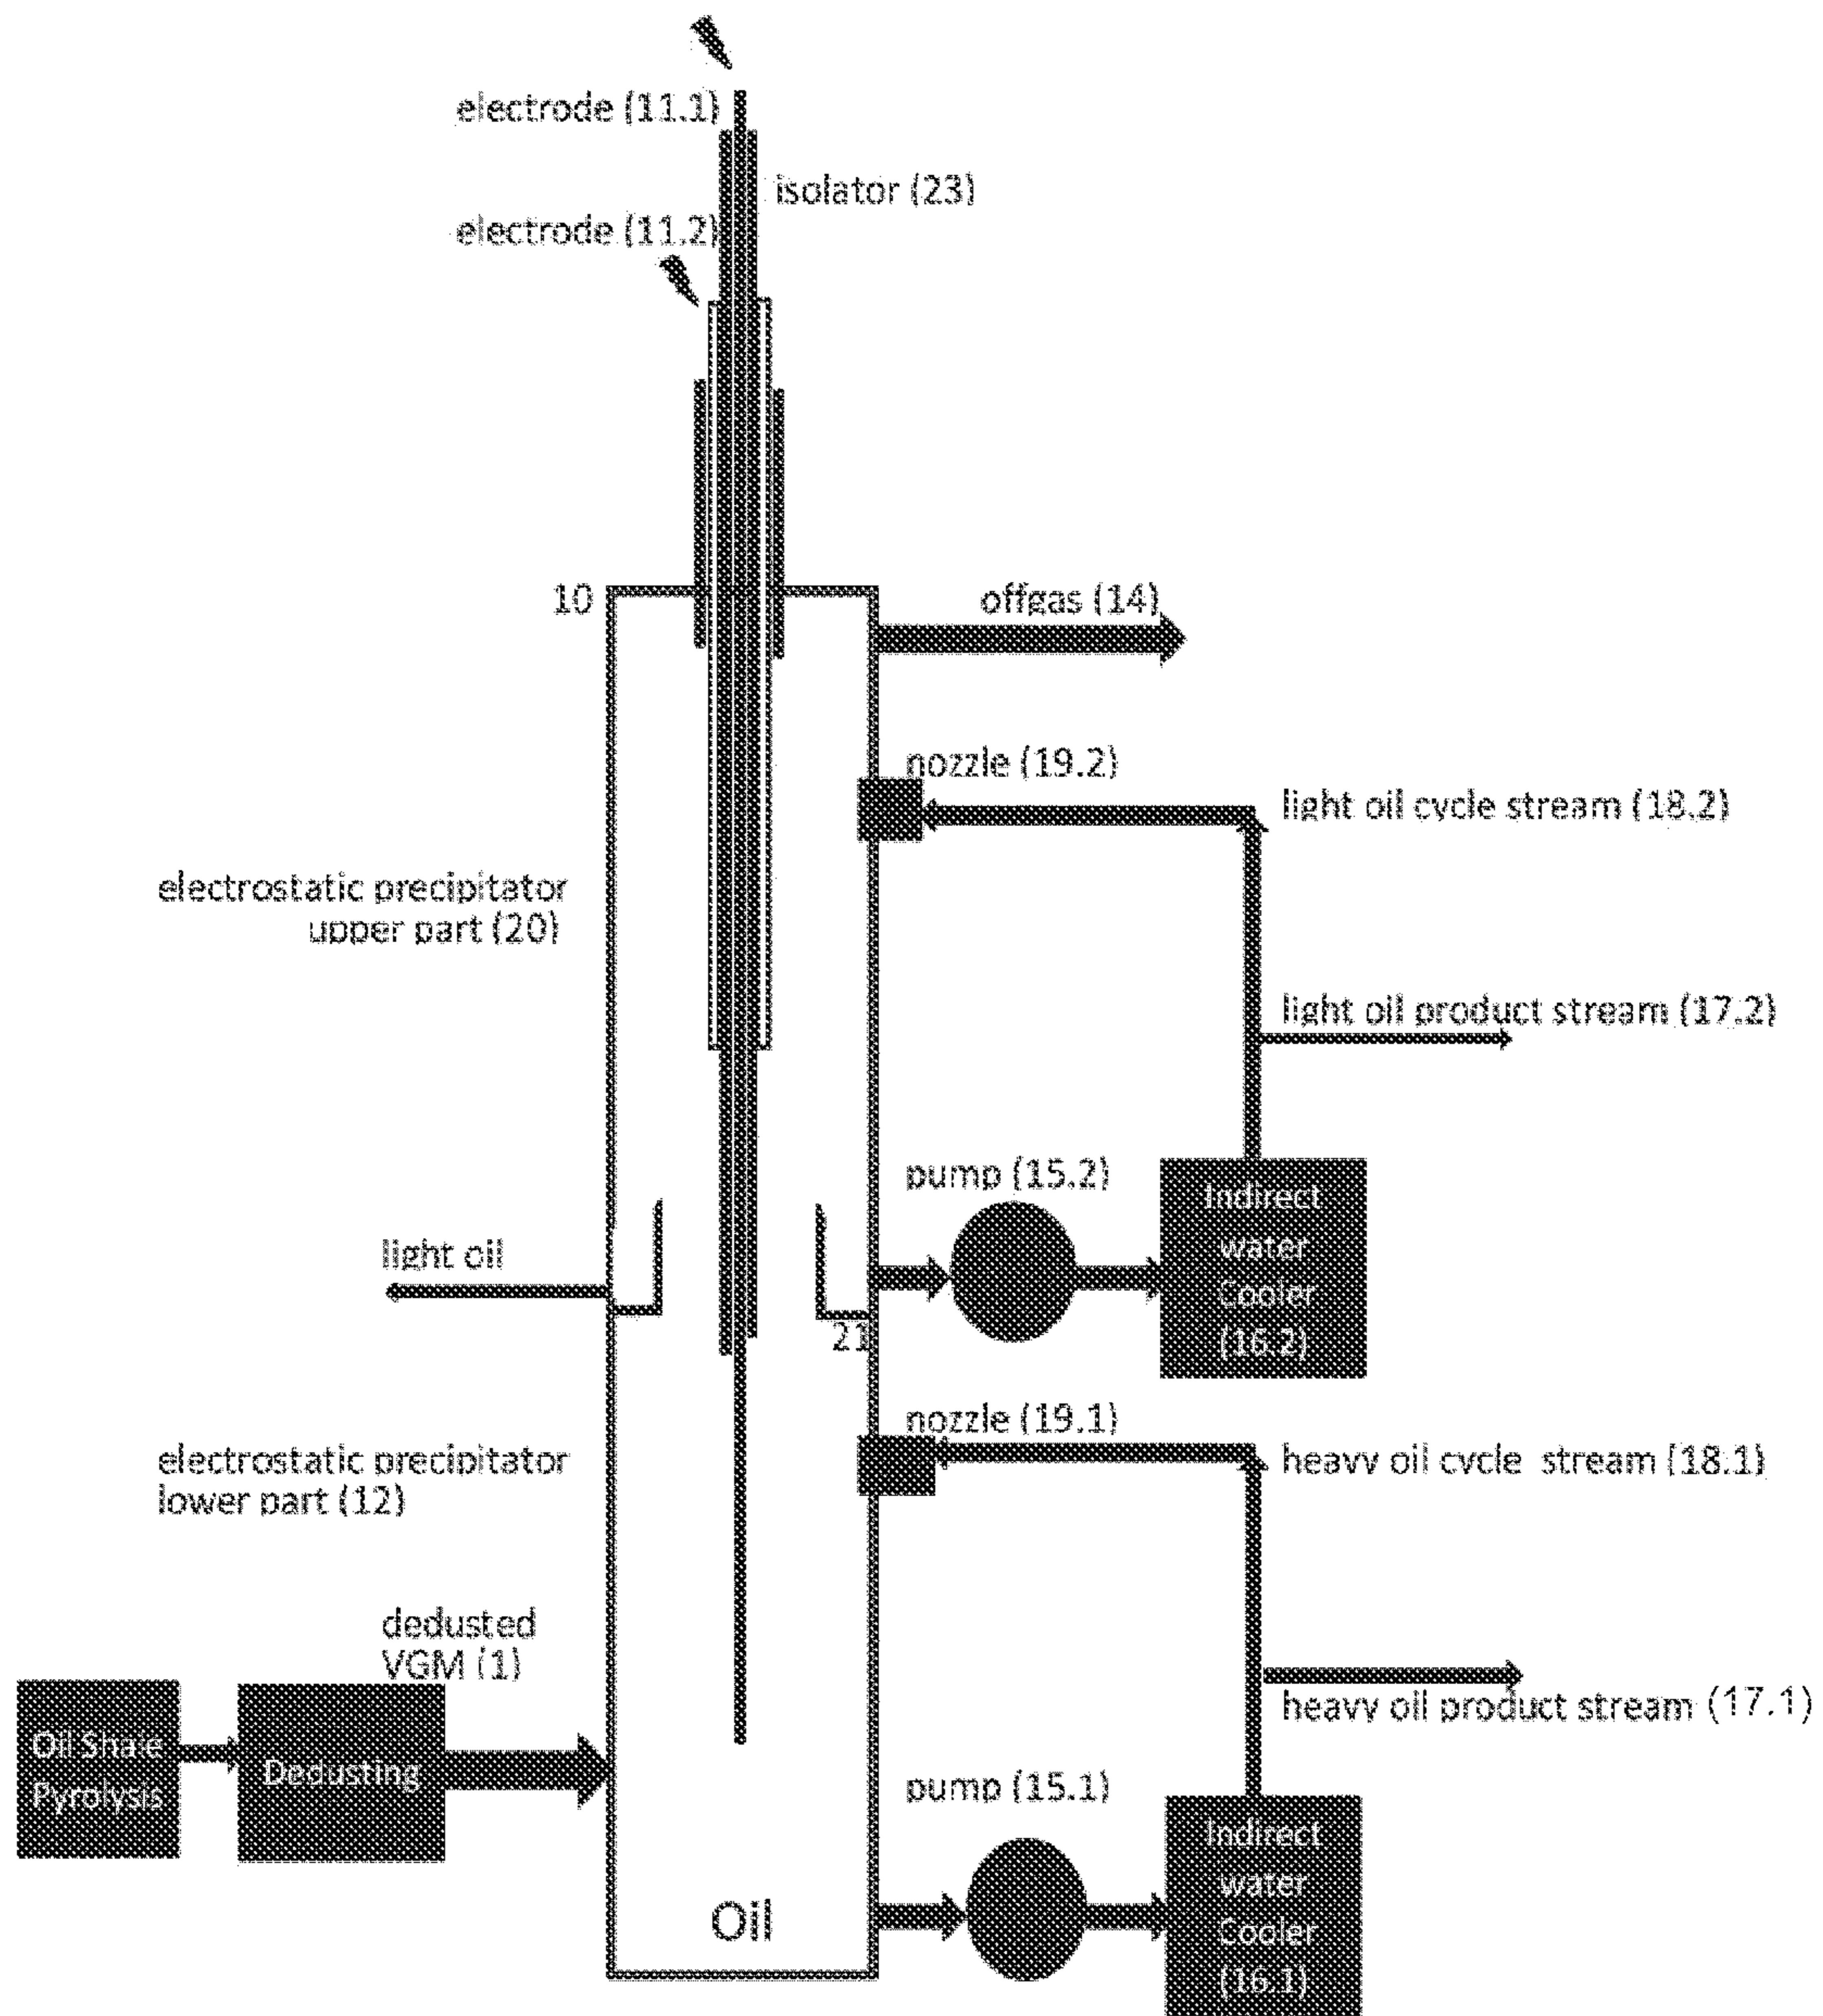 electrode (11.1)
isolator (23)
electrode (11.2)
10
offgas (14)
nozzle (19.2)
light oil cycle stream (18.2)
electrostatic precipitator
upper part (20)
light oil product stream (17.2)
pump (15.2)
Indirect
water
Cooler
(16.2)
light oil
21
nozzle (19.1)
electrostatic precipitator
lower part (12)
heavy oil cycle stream (18.1)
dedusted
VGM (1)
heavy oil product stream (17.1)
Oil Shale
Pyrolysis
Dedusting
pump (15.1)
Indirect
water
Cooler
(16.1)
Oil